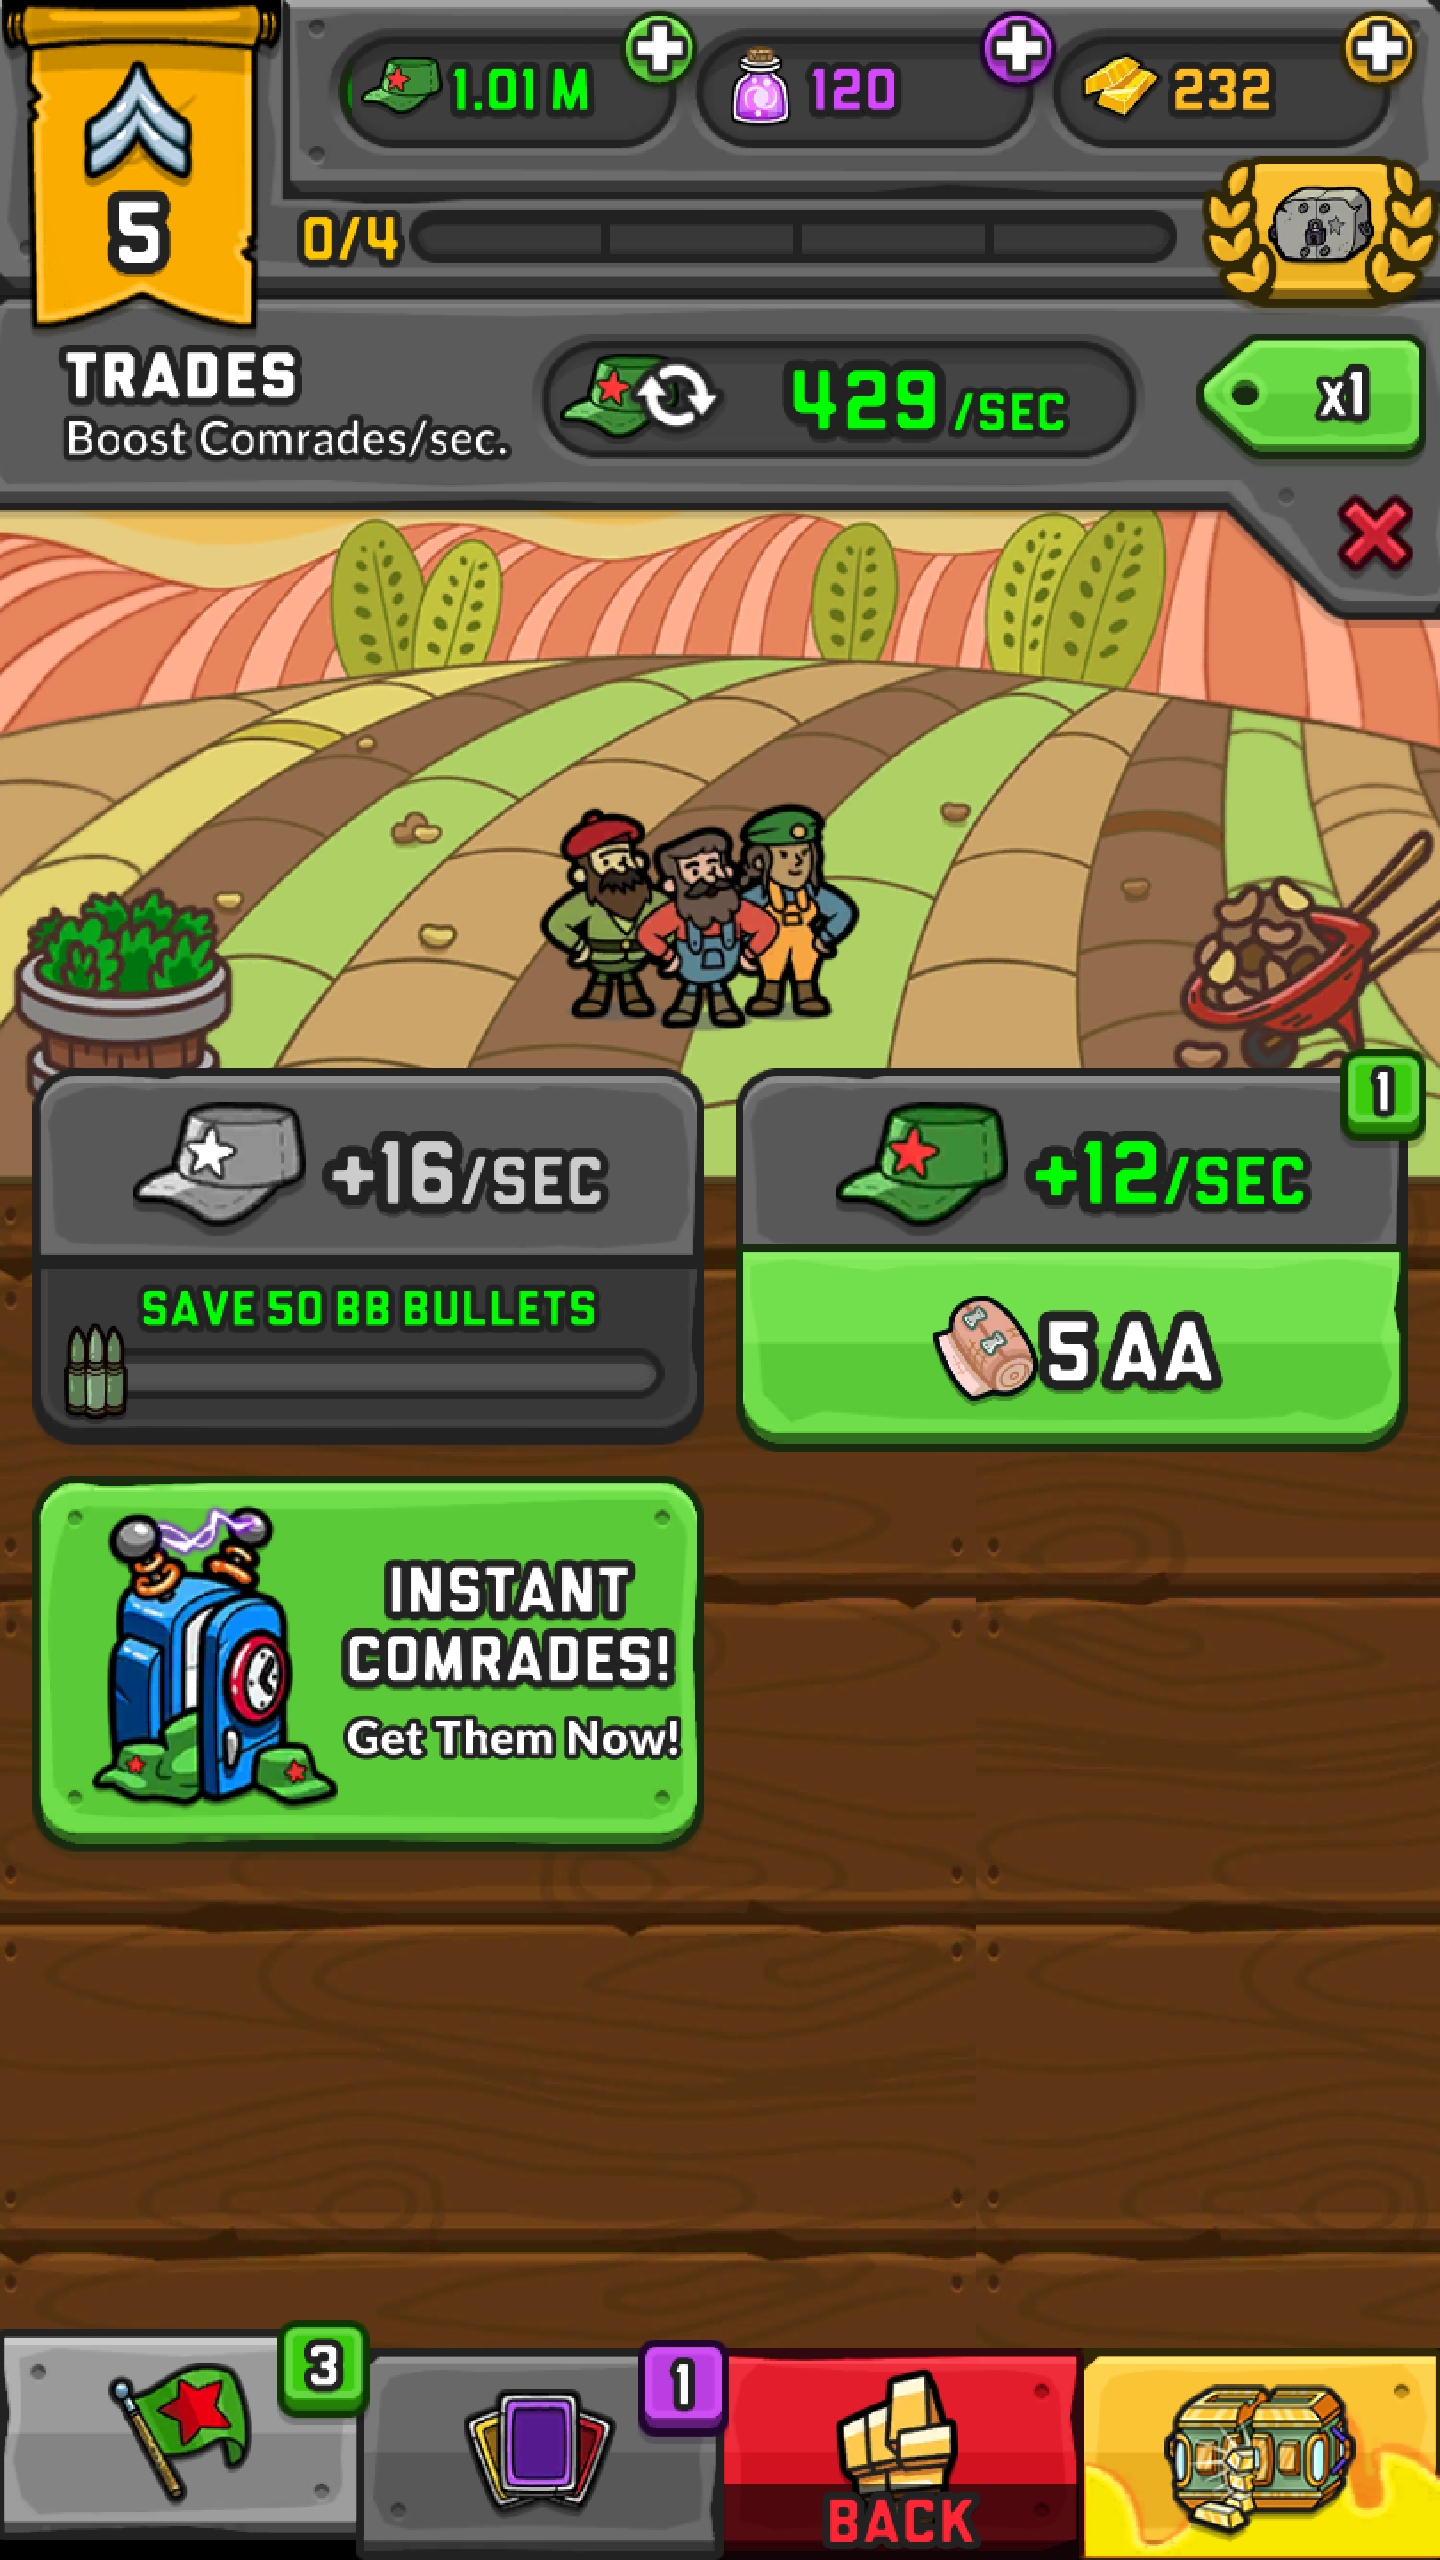 1.01 M
120
232
5
0/4
TRADES
Boost Comrades/sec.
429 /SEC
x1
+16/SEC
SAVE 50 BB BULLETS
1
+12/SEC
5 AA
INSTANT
COMRADES!
Get Them Now!
3
1
BACK